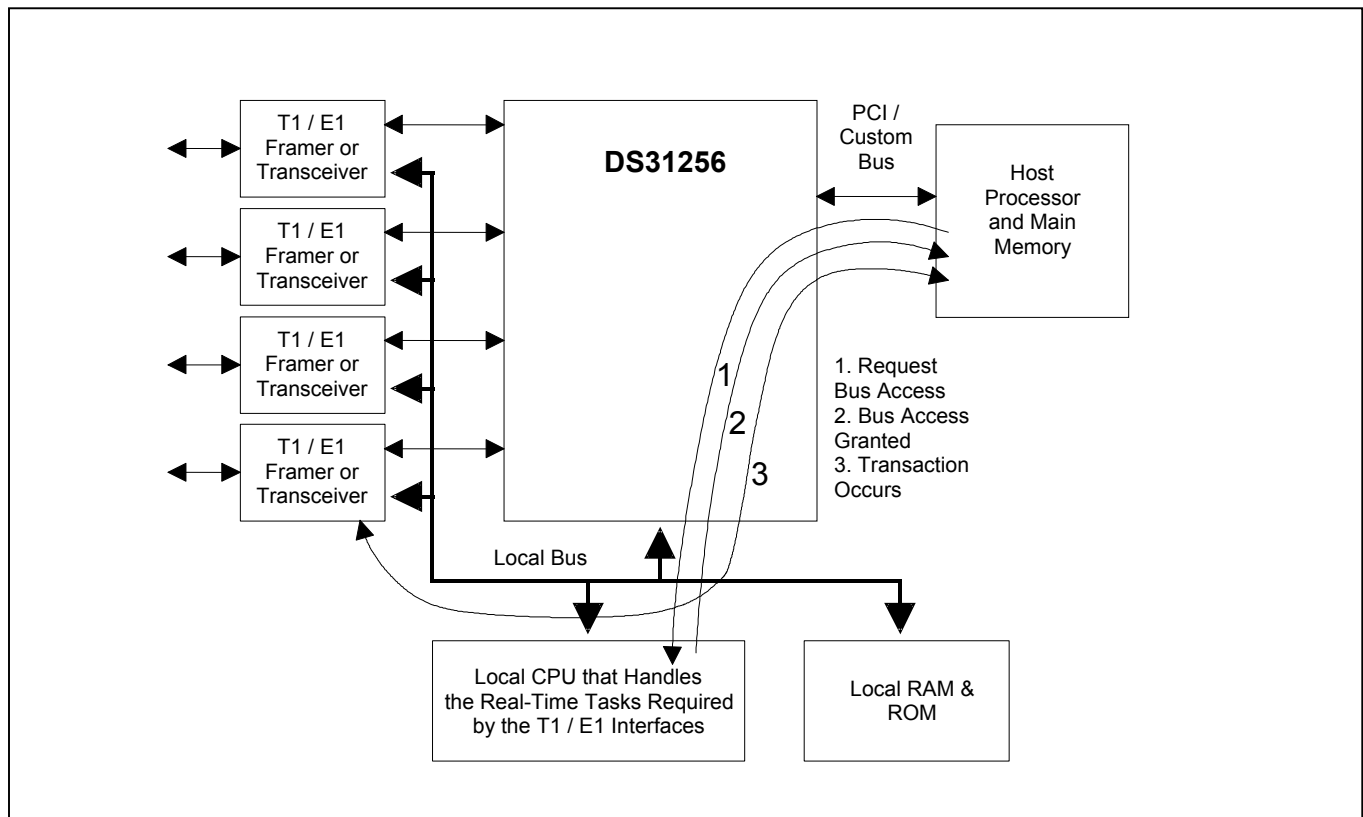 T1 / E1
Framer or
Transceiver
T1 / E1
Framer or
Transceiver
T1 / E1
Framer or
Transceiver
T1 / E1
Framer or
Transceiver
DS31256
PCI /
Custom
Bus
Host
Processor
and Main
Memory
1
2
3
1. Request
Bus Access
2. Bus Access
Granted
3. Transaction
Occurs
Local Bus
Local CPU that Handles
the Real-Time Tasks Required
by the T1 / E1 Interfaces
Local RAM &
ROM